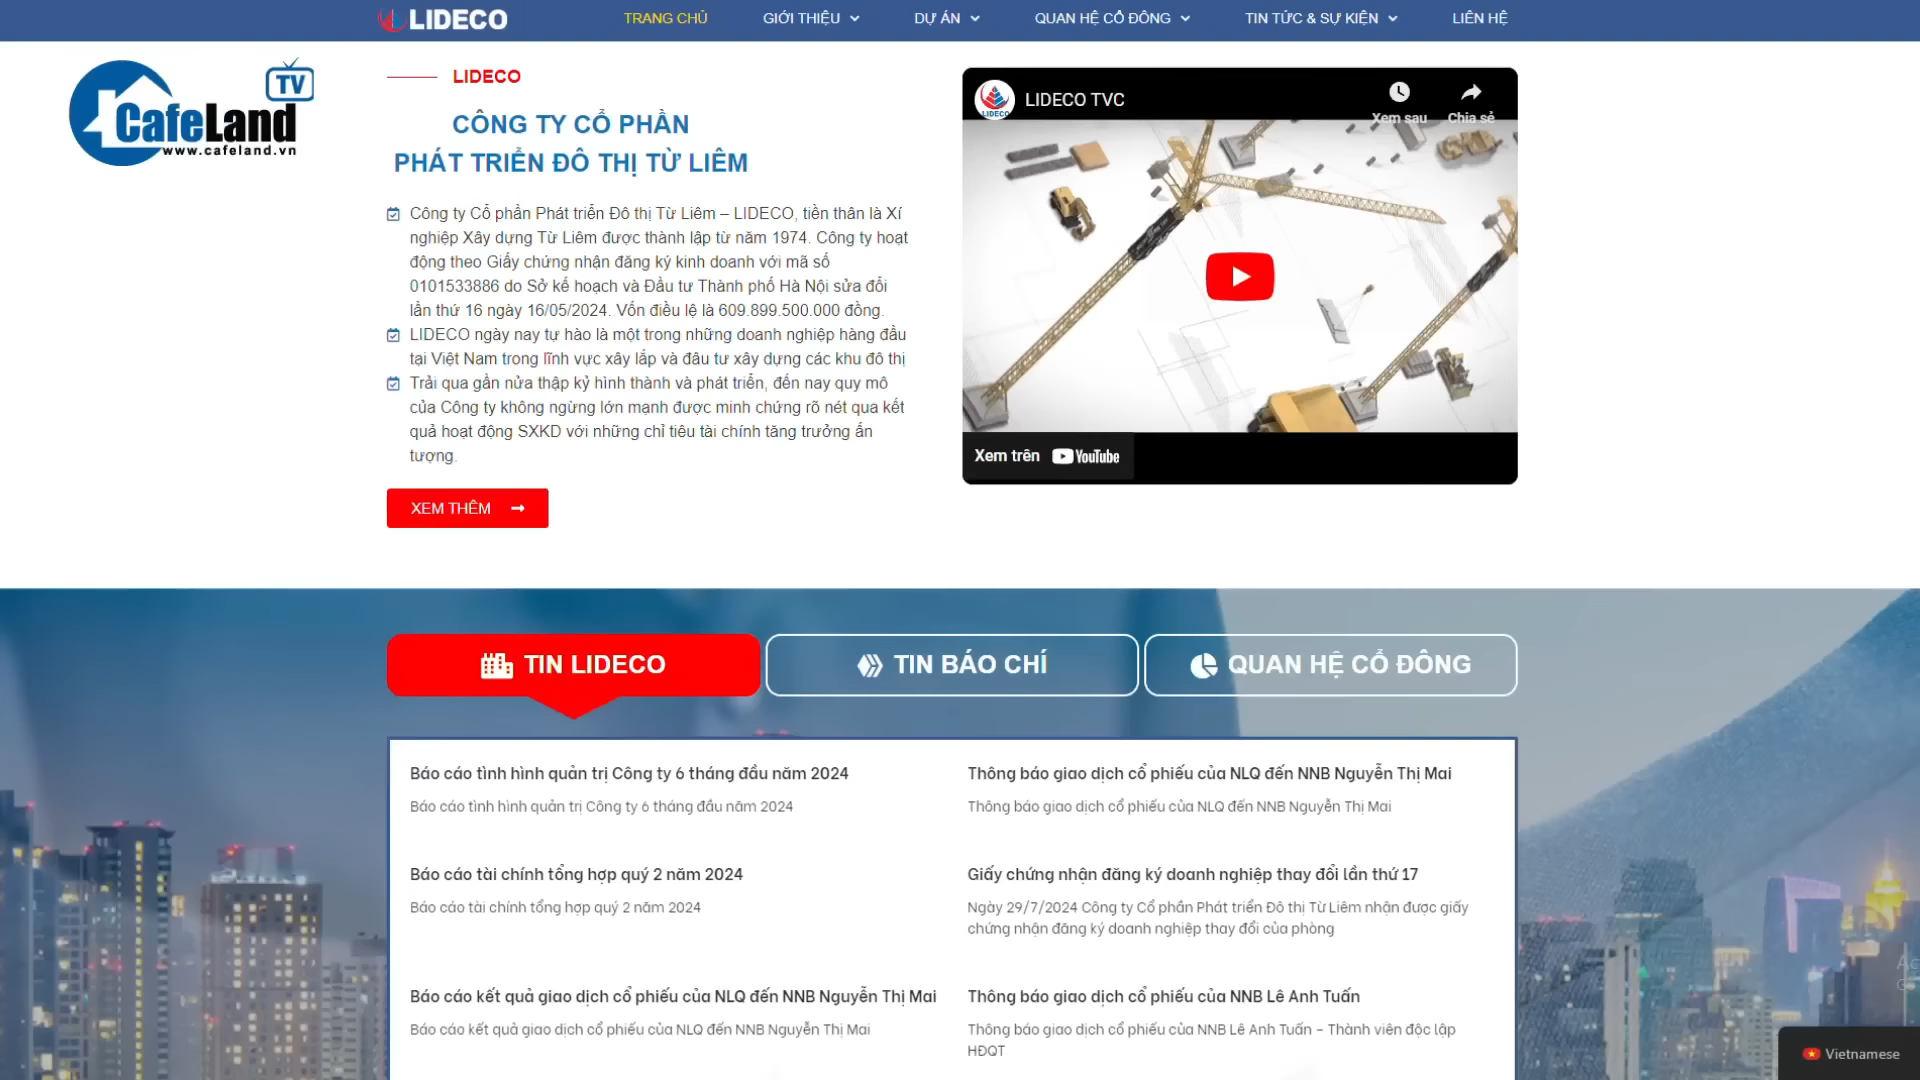 LIDECO
TRANG CHỦ
GIỚI THIỆU
DỰ ÁN
QUAN HỆ CỔ ĐÔNG
TIN TỨC & SỰ KIỆN
LIÊN HỆ
TV
CafeLand
www.cafeland.vn
LIDECO
CÔNG TY CỔ PHẦN
PHÁT TRIỂN ĐÔ THỊ TỪ LIÊM
Công ty Cổ phần Phát triển Đô thị Từ Liêm – LIDECO, tiền thân là Xí
nghiệp Xây dựng Từ Liêm được thành lập từ năm 1974. Công ty hoạt
động theo Giấy chứng nhận đăng ký kinh doanh với mã số
0101533886 do Sở kế hoạch và Đầu tư Thành phố Hà Nội sửa đổi
lần thứ 16 ngày 16/05/2024. Vốn điều lệ là 609.899.500.000 đồng.
LIDECO ngày nay tự hào là một trong những doanh nghiệp hàng đầu
tại Việt Nam trong lĩnh vực xây lắp và đầu tư xây dựng các khu đô thị
Trải qua gần nửa thập kỷ hình thành và phát triển, đến nay quy mô
của Công ty không ngừng lớn mạnh được minh chứng rõ nét qua kết
quả hoạt động SXKD với những chỉ tiêu tài chính tăng trưởng ấn
tượng.
XEM THÊM
LIDECO
LIDECO TVC
Xem sau
Chia sẻ
Xem trên YouTube
TIN LIDECO
TIN BÁO CHÍ
QUAN HỆ CỔ ĐÔNG
Báo cáo tình hình quản trị Công ty 6 tháng đầu năm 2024
Báo cáo tình hình quản trị Công ty 6 tháng đầu năm 2024
Thông báo giao dịch cổ phiếu của NLQ đến NNB Nguyễn Thị Mai
Thông báo giao dịch cổ phiếu của NLQ đến NNB Nguyễn Thị Mai
Báo cáo tài chính tổng hợp quý 2 năm 2024
Báo cáo tài chính tổng hợp quý 2 năm 2024
Giấy chứng nhận đăng ký doanh nghiệp thay đổi lần thứ 17
Ngày 29/7/2024 Công ty Cổ phần Phát triển Đô thị Từ Liêm nhận được giấy
chứng nhận đăng ký doanh nghiệp thay đổi của phòng
Báo cáo kết quả giao dịch cổ phiếu của NLQ đến NNB Nguyễn Thị Mai
Báo cáo kết quả giao dịch cổ phiếu của NLQ đến NNB Nguyễn Thị Mai
Thông báo giao dịch cổ phiếu của NNB Lê Anh Tuấn
Thông báo giao dịch cổ phiếu của NNB Lê Anh Tuấn – Thành viên độc lập
HĐQT
Vietnamese